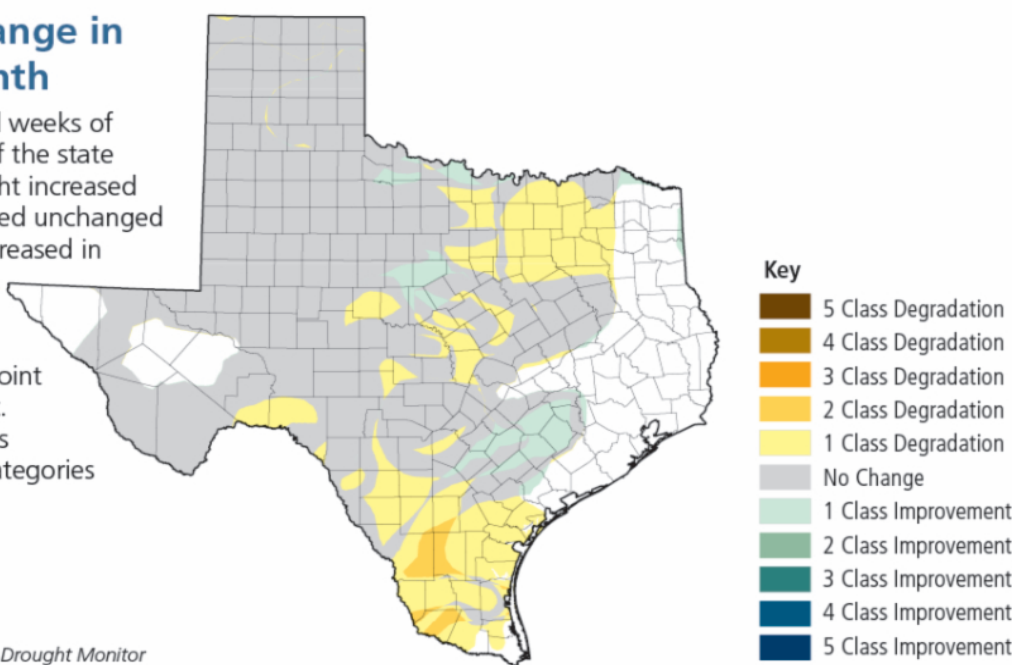 ange in
nth
weeks of
f the state
ht increased
ed unchanged
reased in
oint
s
ategories
Key
5 Class Degradation
4 Class Degradation
3 Class Degradation
2 Class Degradation
1 Class Degradation
No Change
1 Class Improvement
2 Class Improvement
3 Class Improvement
4 Class Improvement
5 Class Improvement
Drought Monitor